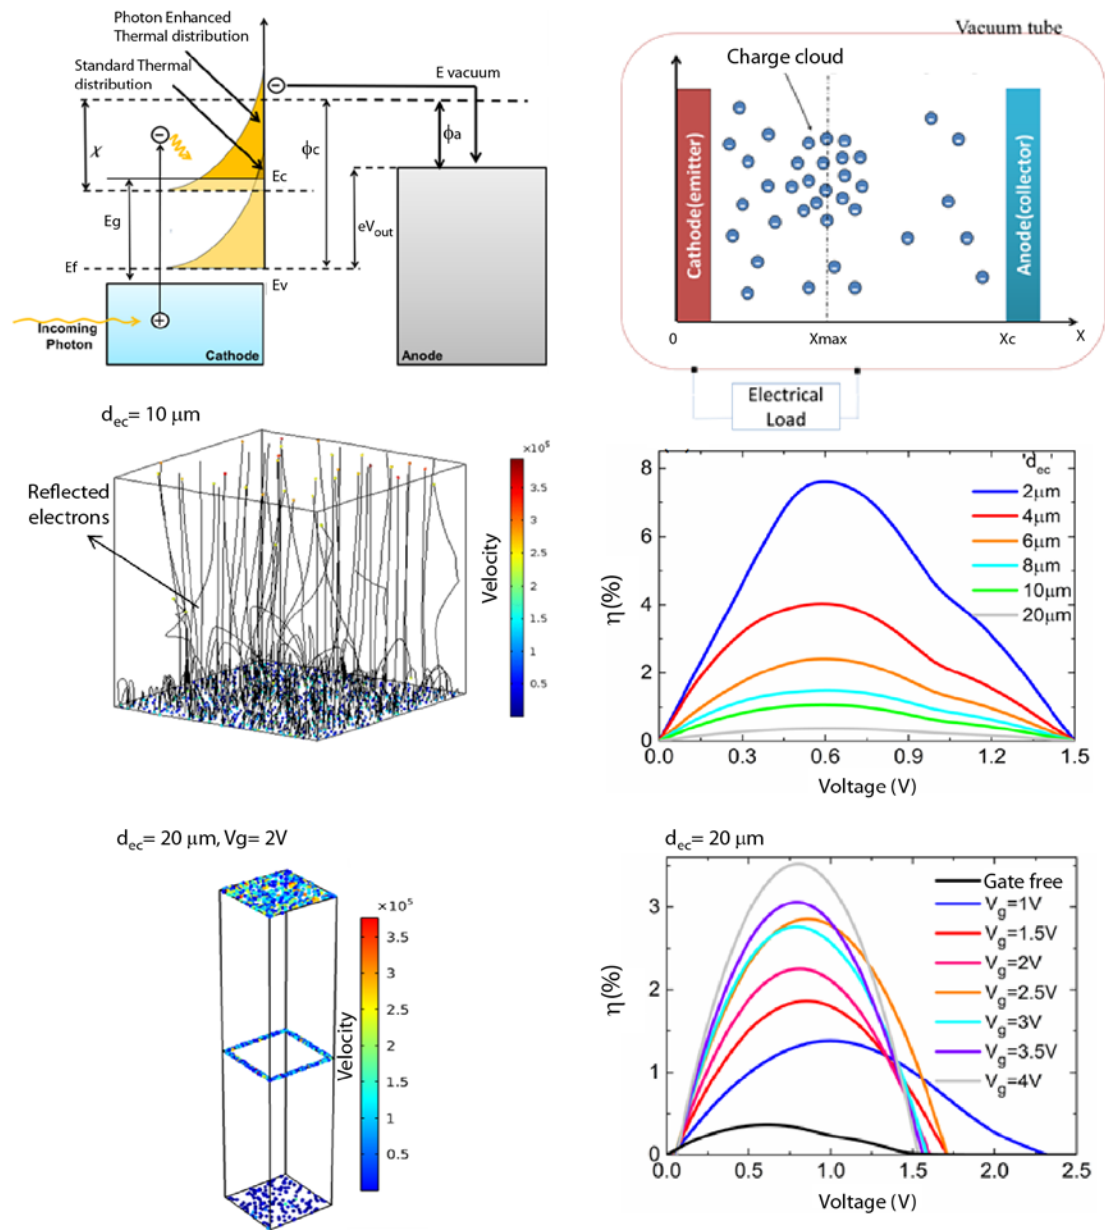 Photon Enhanced
Thermal distribution
Standard Thermal
distribution
E vacuum
χ
ϕc
ϕa
Ec
Eg
eVout
Ef
Ev
Incoming
Photon
Cathode
Anode
Vacuum tube
Charge cloud
Cathode(emitter)
Anode(collector)
0
Xmax
Xc
X
Electrical
Load
dec= 10 μm
Reflected
electrons
×10⁵
3.5
3
2.5
2
1.5
1
0.5
Velocity
'dec'
2μm
4μm
6μm
8μm
10μm
20μm
η(%)
8
6
4
2
0
0.0 0.3 0.6 0.9 1.2 1.5
Voltage (V)
dec= 20 μm, Vg= 2V
×10⁵
3.5
3
2.5
2
1.5
1
0.5
Velocity
dec= 20 μm
Gate free
Vg=1V
Vg=1.5V
Vg=2V
Vg=2.5V
Vg=3V
Vg=3.5V
Vg=4V
η(%)
3
2
1
0
0.0 0.5 1.0 1.5 2.0 2.5
Voltage (V)